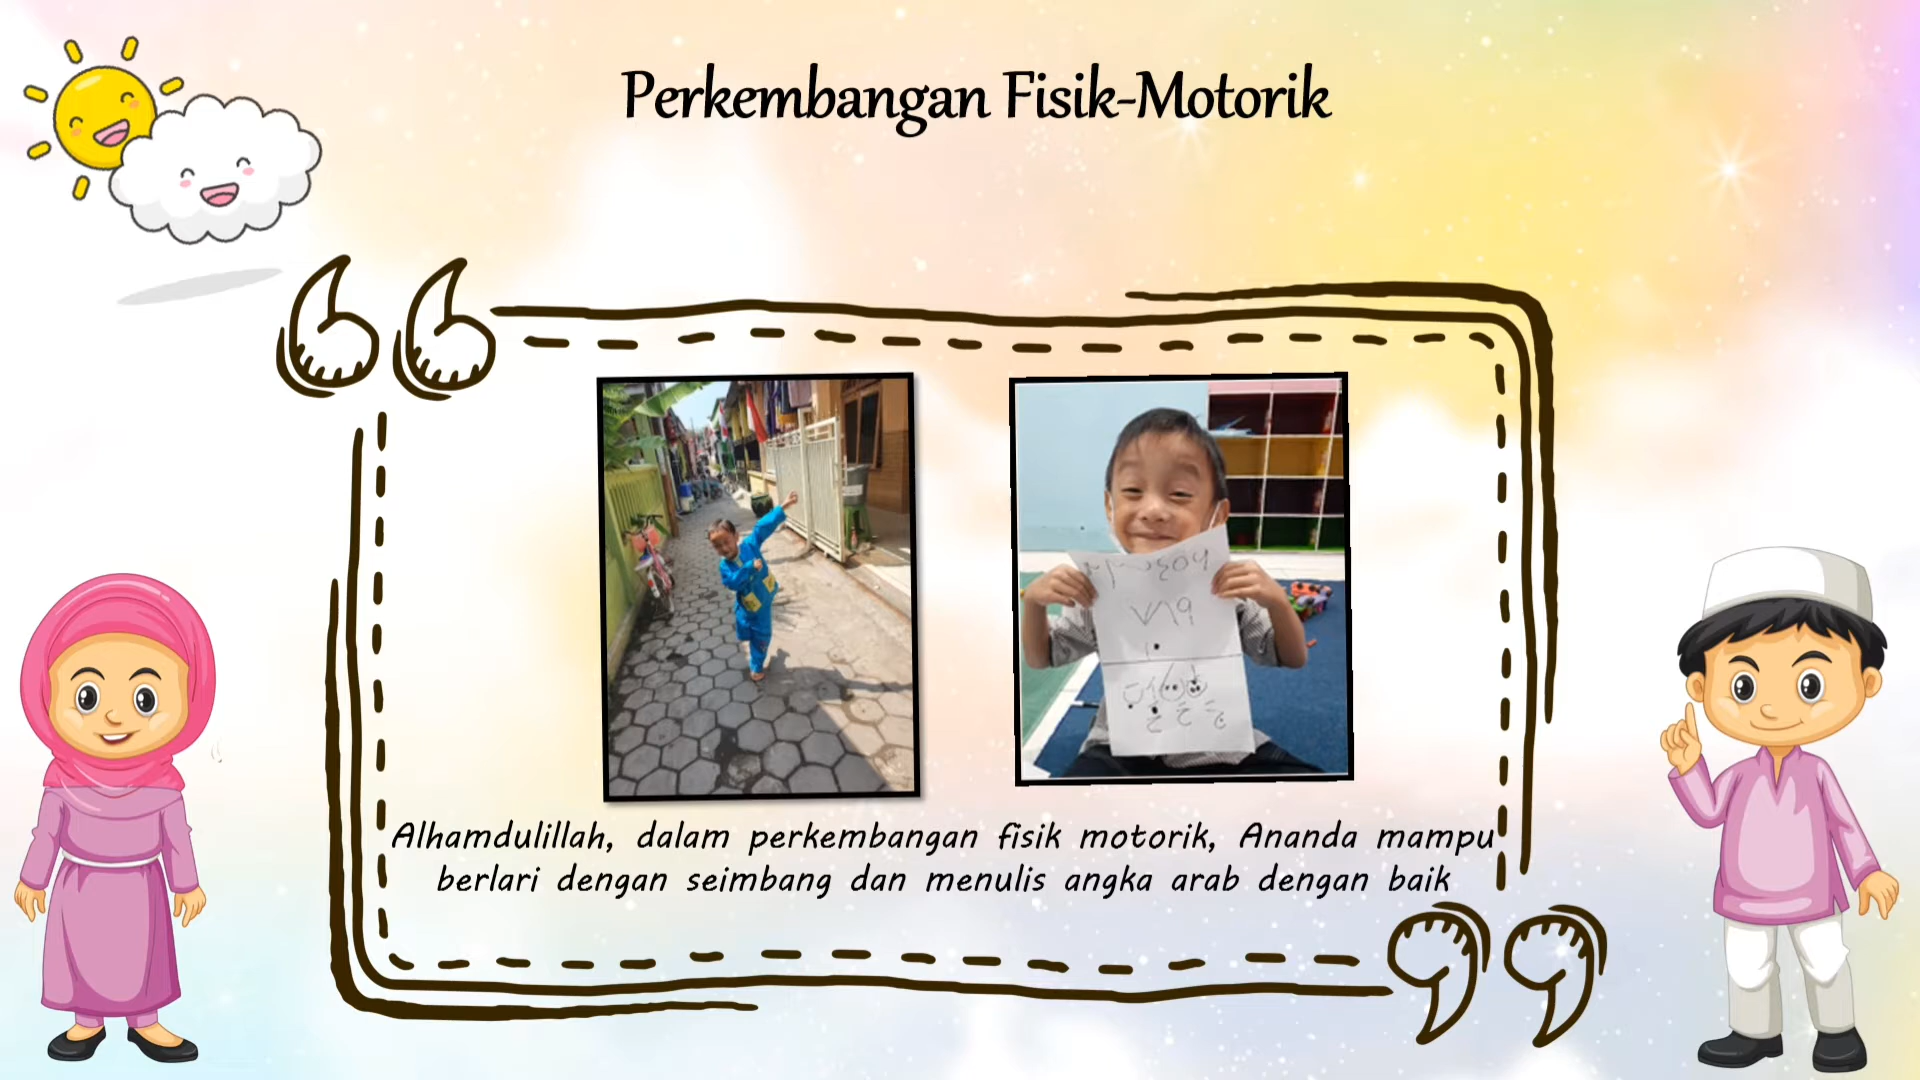 Perkembangan Fisik-Motorik
Alhamdulillah, dalam perkembangan fisik motorik, Ananda mampu
berlari dengan seimbang dan menulis angka arab dengan baik